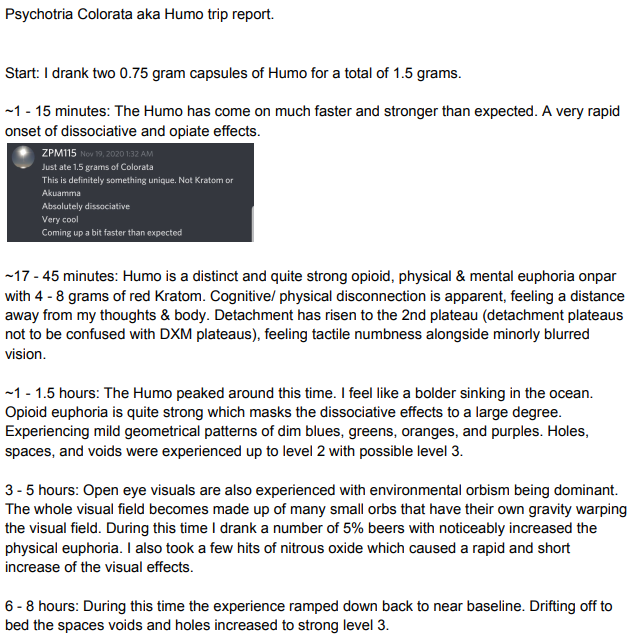 Psychotria Colorata aka Humo trip report.
Start: I drank two 0.75 gram capsules of Humo for a total of 1.5 grams.
~1 - 15 minutes: The Humo has come on much faster and stronger than expected. A very rapid
onset of dissociative and opiate effects.
ZPM115 Nov 19, 2020 1:32 AM
Just ate 1.5 grams of Colorata
This is definitely something unique. Not Kratom or
Akuamma
Absolutely dissociative
Very cool
Coming up a bit faster than expected
~17 - 45 minutes: Humo is a distinct and quite strong opioid, physical & mental euphoria onpar
with 4 - 8 grams of red Kratom. Cognitive/ physical disconnection is apparent, feeling a distance
away from my thoughts & body. Detachment has risen to the 2nd plateau (detachment plateaus
not to be confused with DXM plateaus), feeling tactile numbness alongside minorly blurred
vision.
~1 - 1.5 hours: The Humo peaked around this time. I feel like a bolder sinking in the ocean.
Opioid euphoria is quite strong which masks the dissociative effects to a large degree.
Experiencing mild geometrical patterns of dim blues, greens, oranges, and purples. Holes,
spaces, and voids were experienced up to level 2 with possible level 3.
3 - 5 hours: Open eye visuals are also experienced with environmental orbism being dominant.
The whole visual field becomes made up of many small orbs that have their own gravity warping
the visual field. During this time I drank a number of 5% beers with noticeably increased the
physical euphoria. I also took a few hits of nitrous oxide which caused a rapid and short
increase of the visual effects.
6 - 8 hours: During this time the experience ramped down back to near baseline. Drifting off to
bed the spaces voids and holes increased to strong level 3.